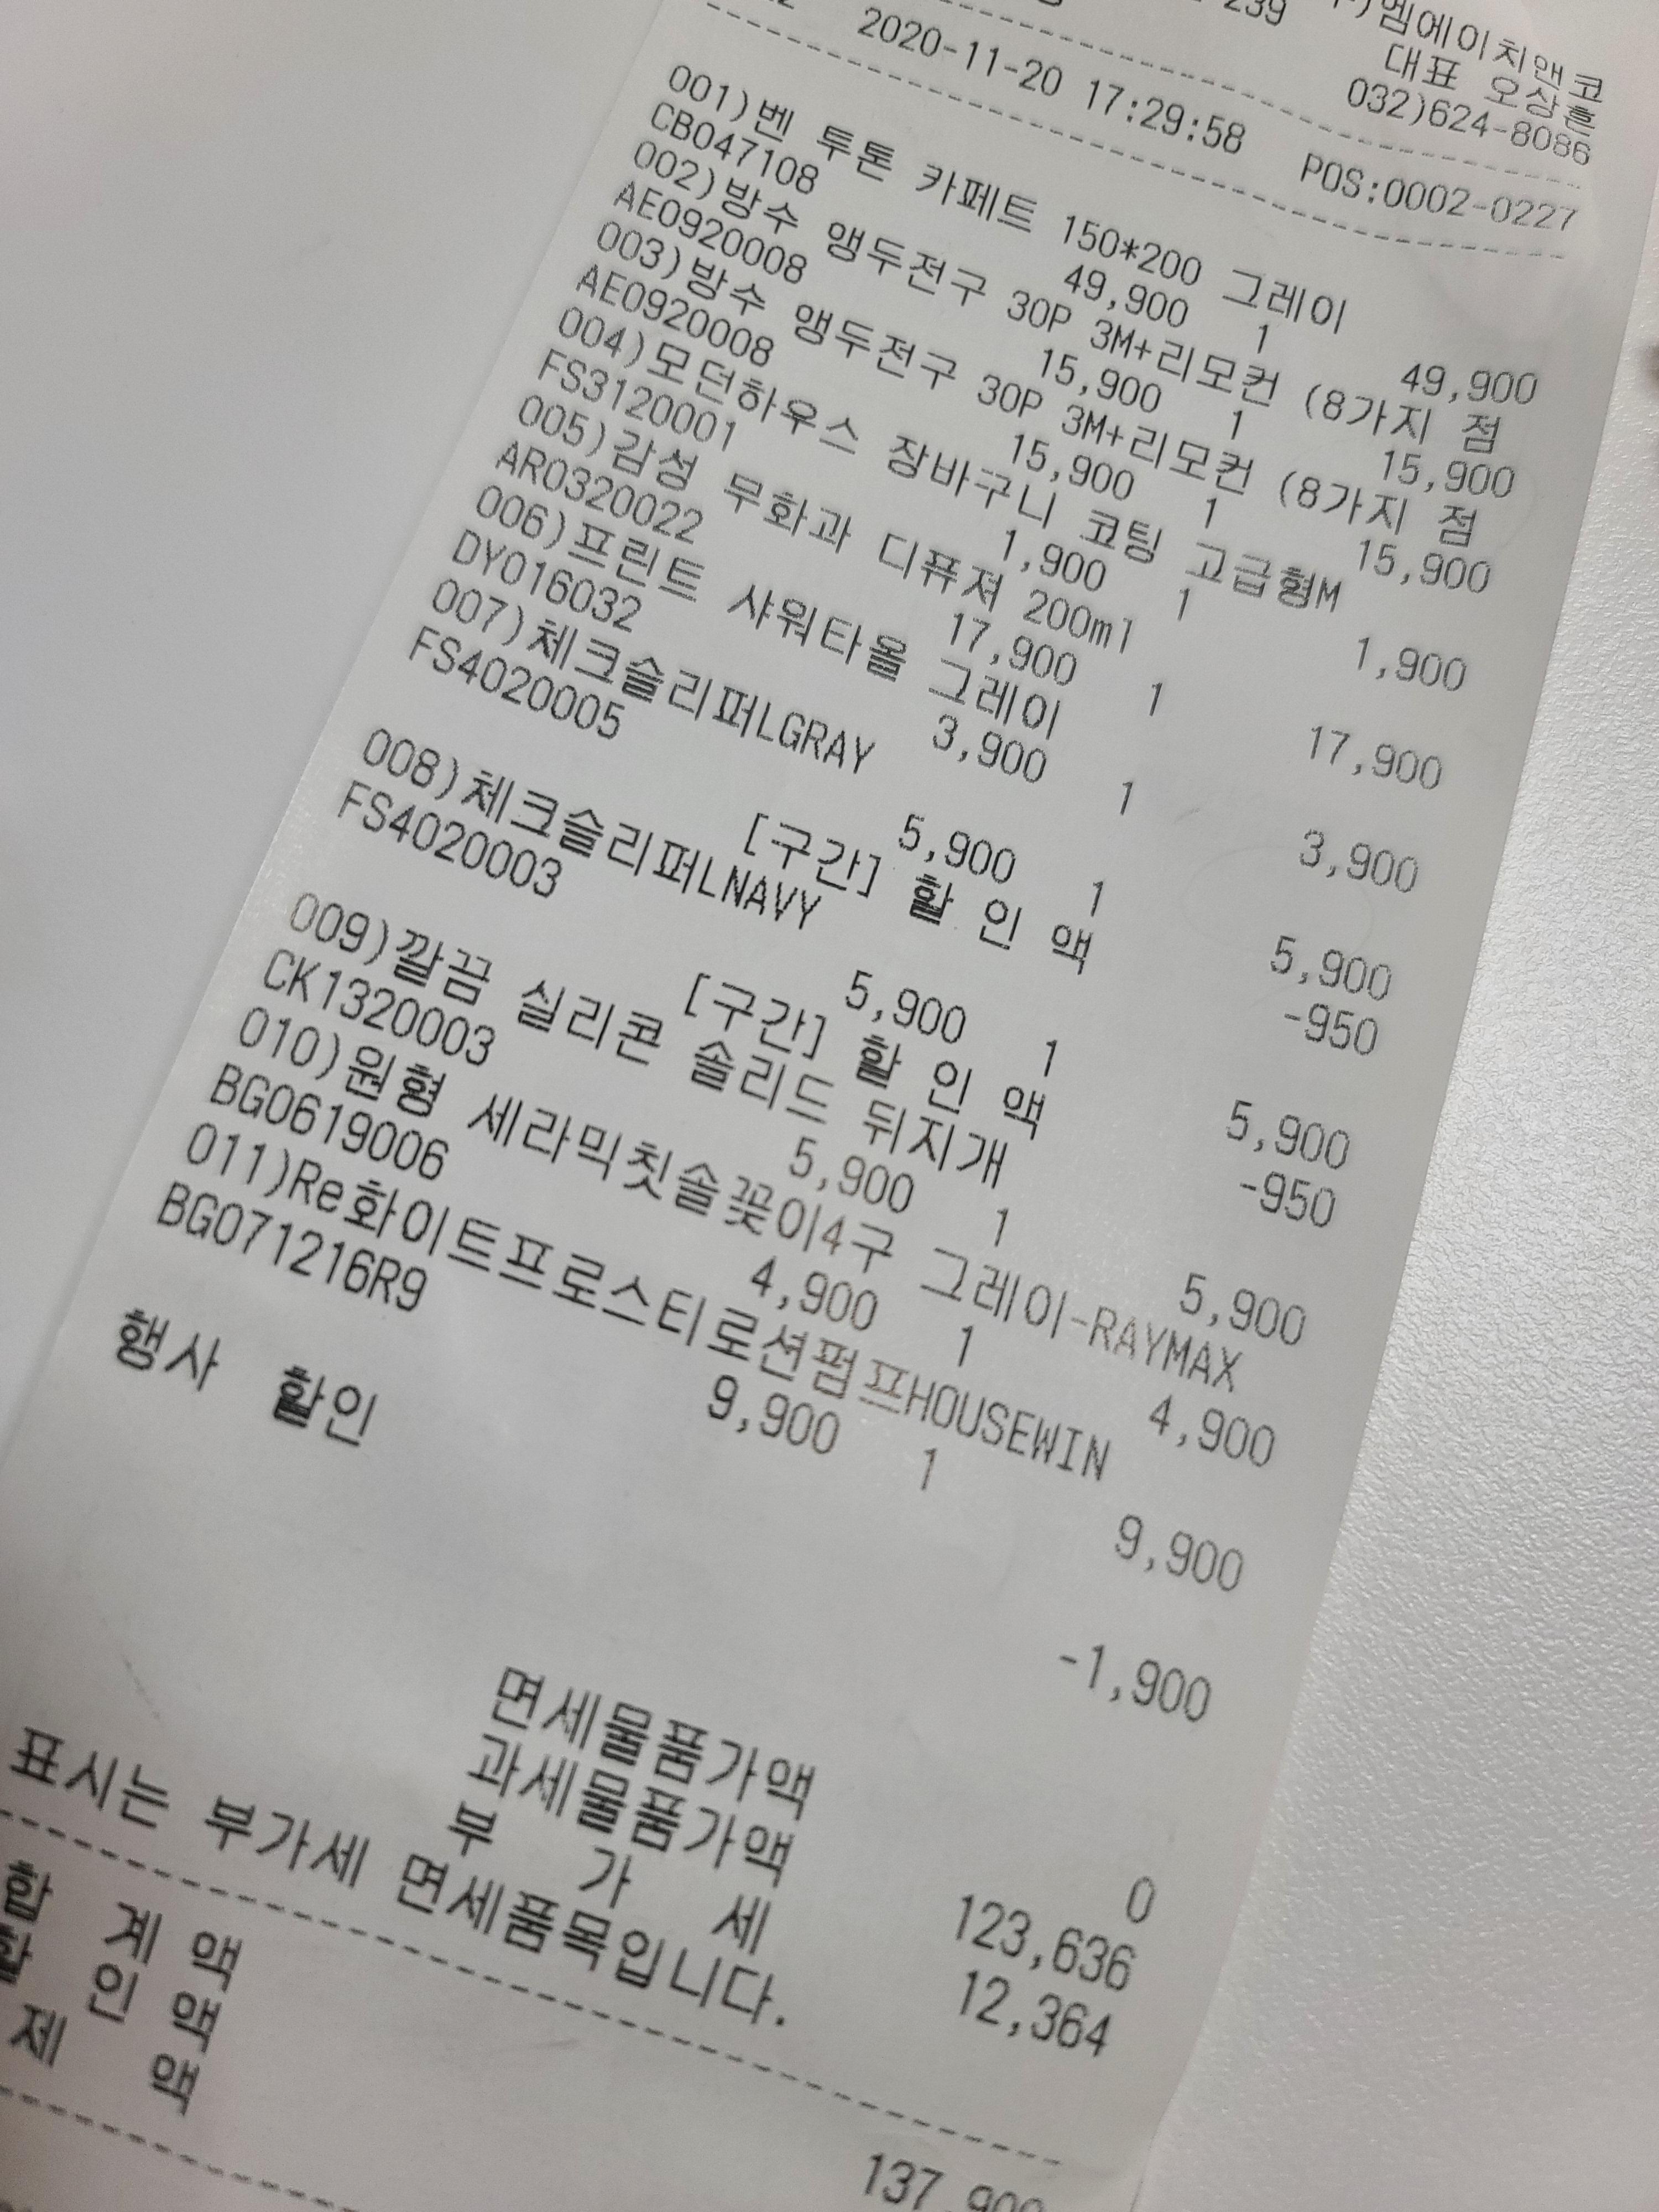 엠에이치앤코
대표 오상흔
239 032)624-8086
2020-11-20 17:29:58 POS:0002-0227
001)벤 투톤 카페트 150*200 그레이
CB047108 49,900 1 49,900
002)방수 앵두전구 30P 3M+리모컨 (8가지 점
AE0920008 15,900 1 15,900
003)방수 앵두전구 30P 3M+리모컨 (8가지 점
AE0920008 15,900 1 15,900
004)모던하우스 장바구니 코팅 고급형M
FS3120001 1,900 1 1,900
005)감성 무화과 디퓨져 200ml
AR0320022 17,900 1 17,900
006)프린트 샤워타올 그레이
DY016032 3,900 1 3,900
007)체크슬리퍼LGRAY
FS4020005 5,900 1 5,900
[구간] 할 인 액 -950
008)체크슬리퍼LNAVY
FS4020003 5,900 1 5,900
[구간] 할 인 액 -950
009)깔끔 실리콘 솔리드 뒤지개
CK1320003 5,900 1 5,900
010)원형 세라믹칫솔꽃이4구 그레이-RAYMAX
BG0619006 4,900 1 4,900
011)Re화이트프로스티로션펌프HOUSEWIN
BG071216R9 9,900 1 9,900
행사 할인 -1,900
면세물품가액 0
과세물품가액 123,636
부 가 세 12,364
표시는 부가세 면세품목입니다.
합 계 액 137,900
할 인 액
제 액